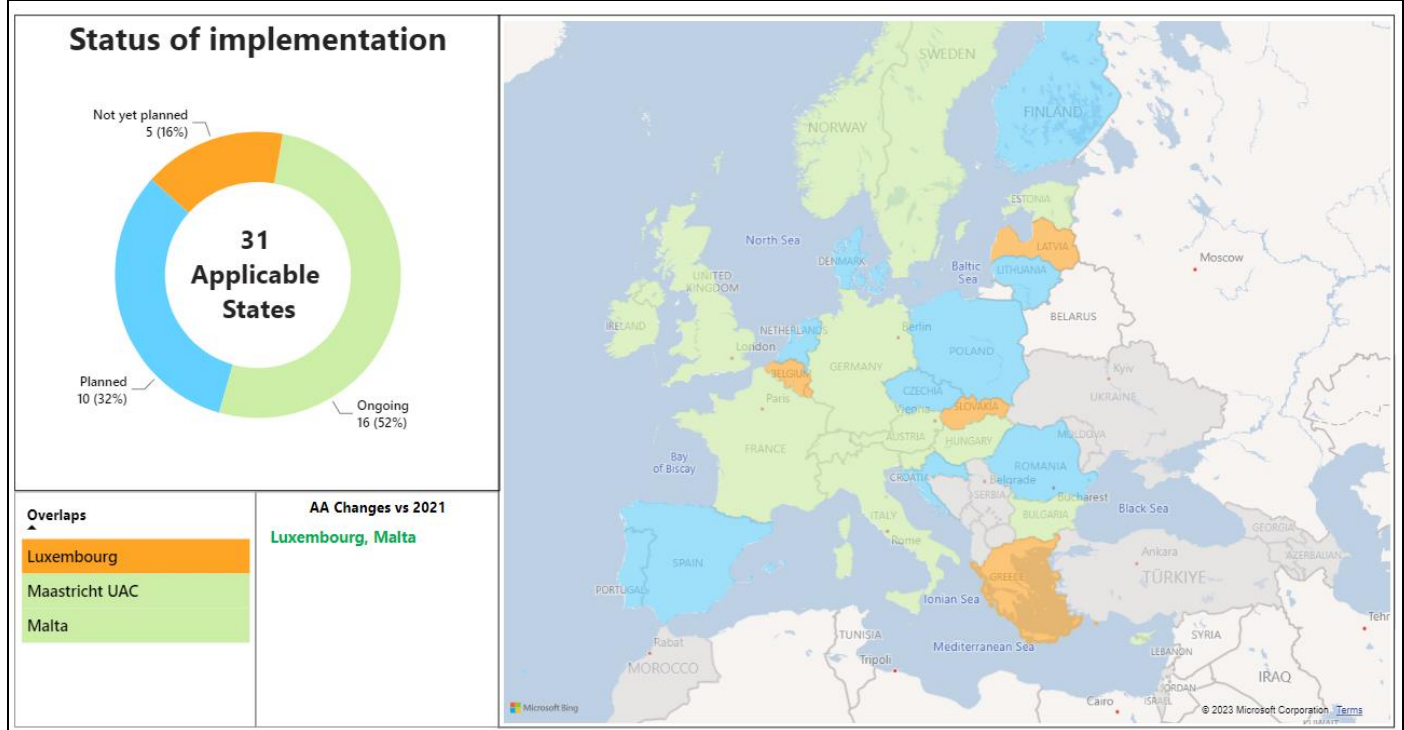 Status of implementation
Not yet planned
5 (16%)
31
Applicable
States
Planned
10 (32%)
Ongoing
16 (52%)
Overlaps
Luxembourg
Maastricht UAC
Malta
AA Changes vs 2021
Luxembourg, Malta
SWEDEN
FINLAND
NORWAY
ESTONIA
North Sea
LATVIA
Moscow
DENMARK
Baltic
Sea
LITHUANIA
UNITED
KINGDOM
BELARUS
IRELAND
NETHERLANDS
Berlin
London
POLAND
GERMANY
BELGIUM
Kyiv
CZECHIA
UKRAINE
Paris
Vienna
SLOVAKIA
AUSTRIA
HUNGARY
MOLDOVA
FRANCE
Bay
of Biscay
ROMANIA
CROATIA
Belgrade
SERBIA
Bucharest
Black Sea
ITALY
BULGARIA
GEORGIA
Rome
Ankara
AZERBAIJAN
SPAIN
TÜRKIYE
GREECE
PORTUGAL
Ionian Sea
Tehr
TUNISIA
SYRIA
Rabat
Mediterranean Sea
LEBANON
MOROCCO
Tripoli
IRAQ
JORDAN
Cairo
ISRAEL
Microsoft Bing
© 2023 Microsoft Corporation Terms
KUWAIT